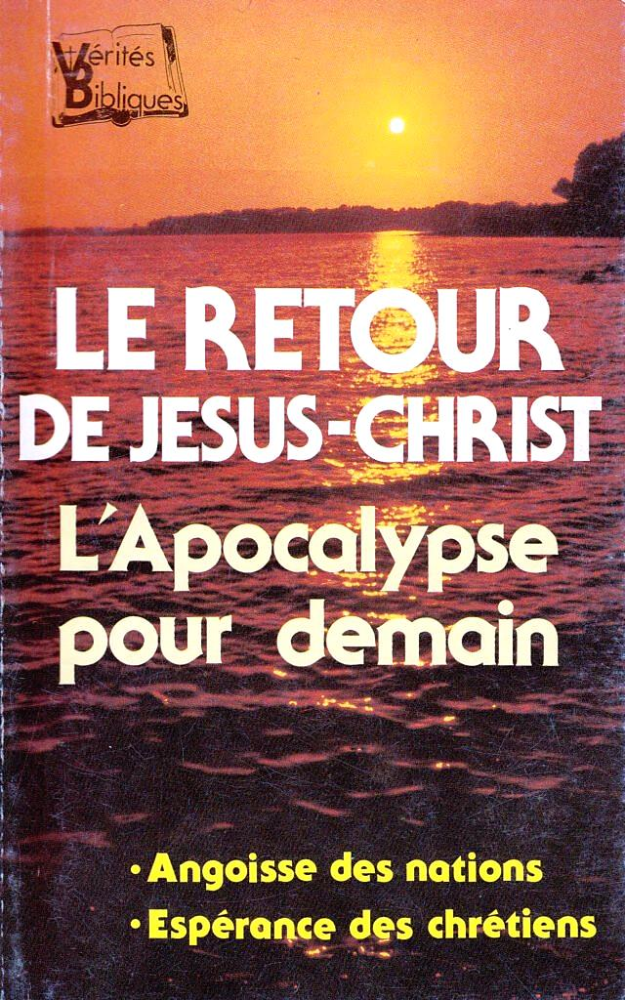 Vérités
Bibliques
LE RETOUR
DE JESUS-CHRIST
L'Apocalypse
pour demain
• Angoisse des nations
• Espérance des chrétiens